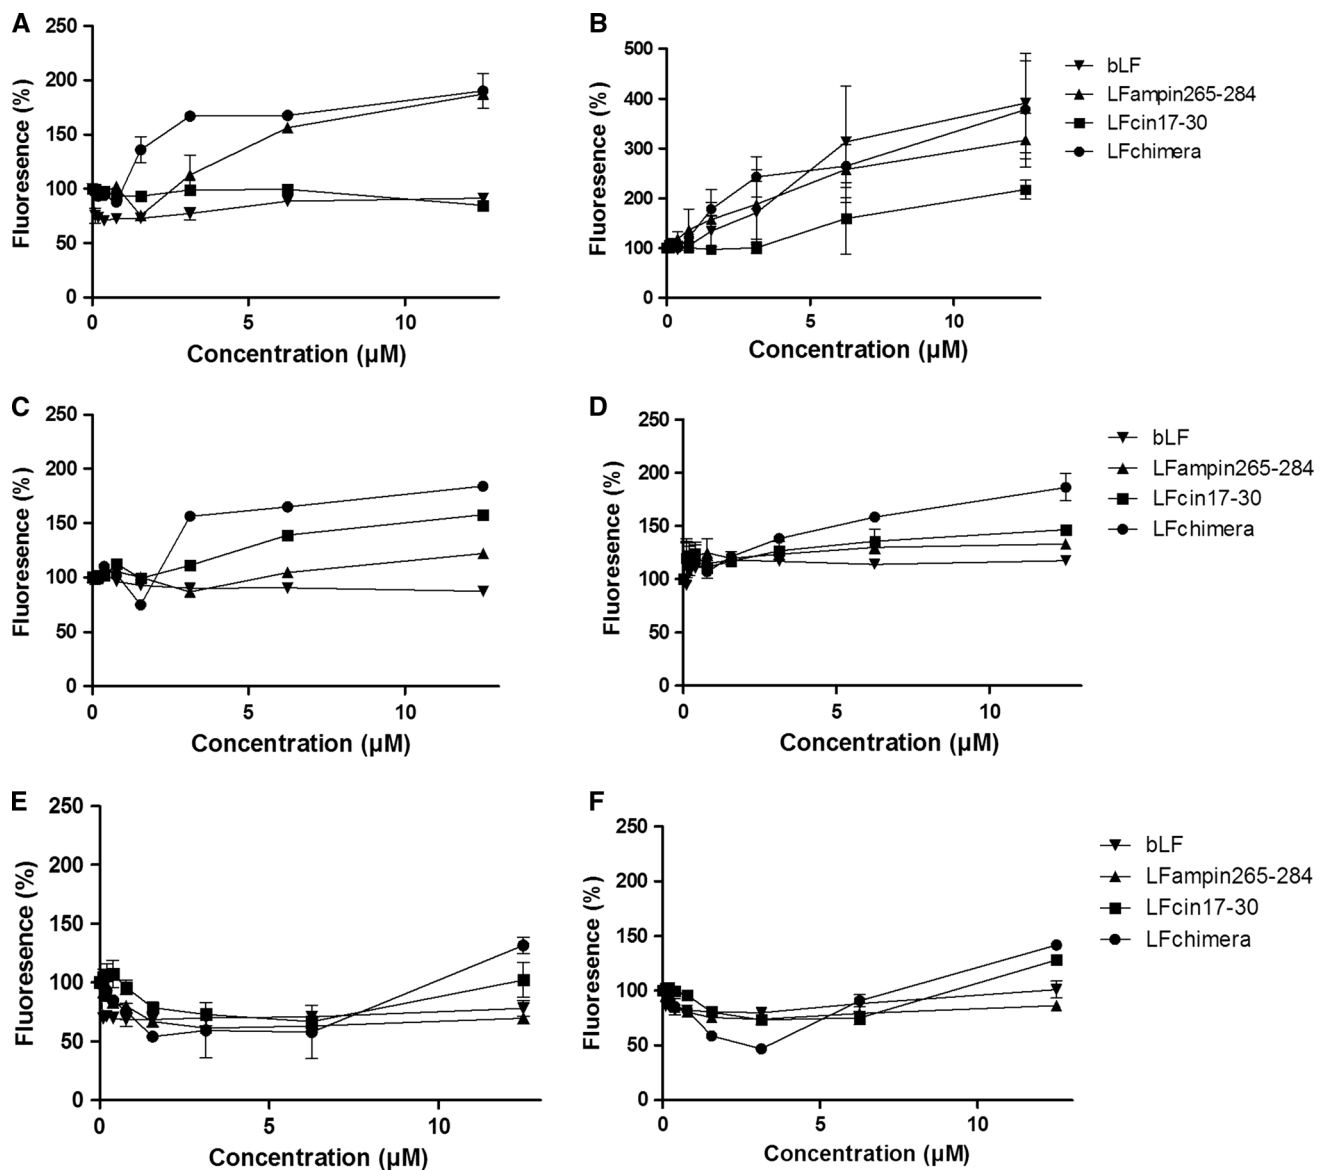 A
250
200
150
100
50
0
0 5 10
Fluoresence (%)
Concentration (µM)
B
500
400
300
200
100
0
0 5 10
Fluoresence (%)
Concentration (µM)
bLF
LFampin265-284
LFcin17-30
LFchimera
C
250
200
150
100
50
0
0 5 10
Fluoresence (%)
Concentration (µM)
D
250
200
150
100
50
0
0 5 10
Fluoresence (%)
Concentration (µM)
bLF
LFampin265-284
LFcin17-30
LFchimera
E
250
200
150
100
50
0
0 5 10
Fluoresence (%)
Concentration (µM)
F
250
200
150
100
50
0
0 5 10
Fluoresence (%)
Concentration (µM)
bLF
LFampin265-284
LFcin17-30
LFchimera